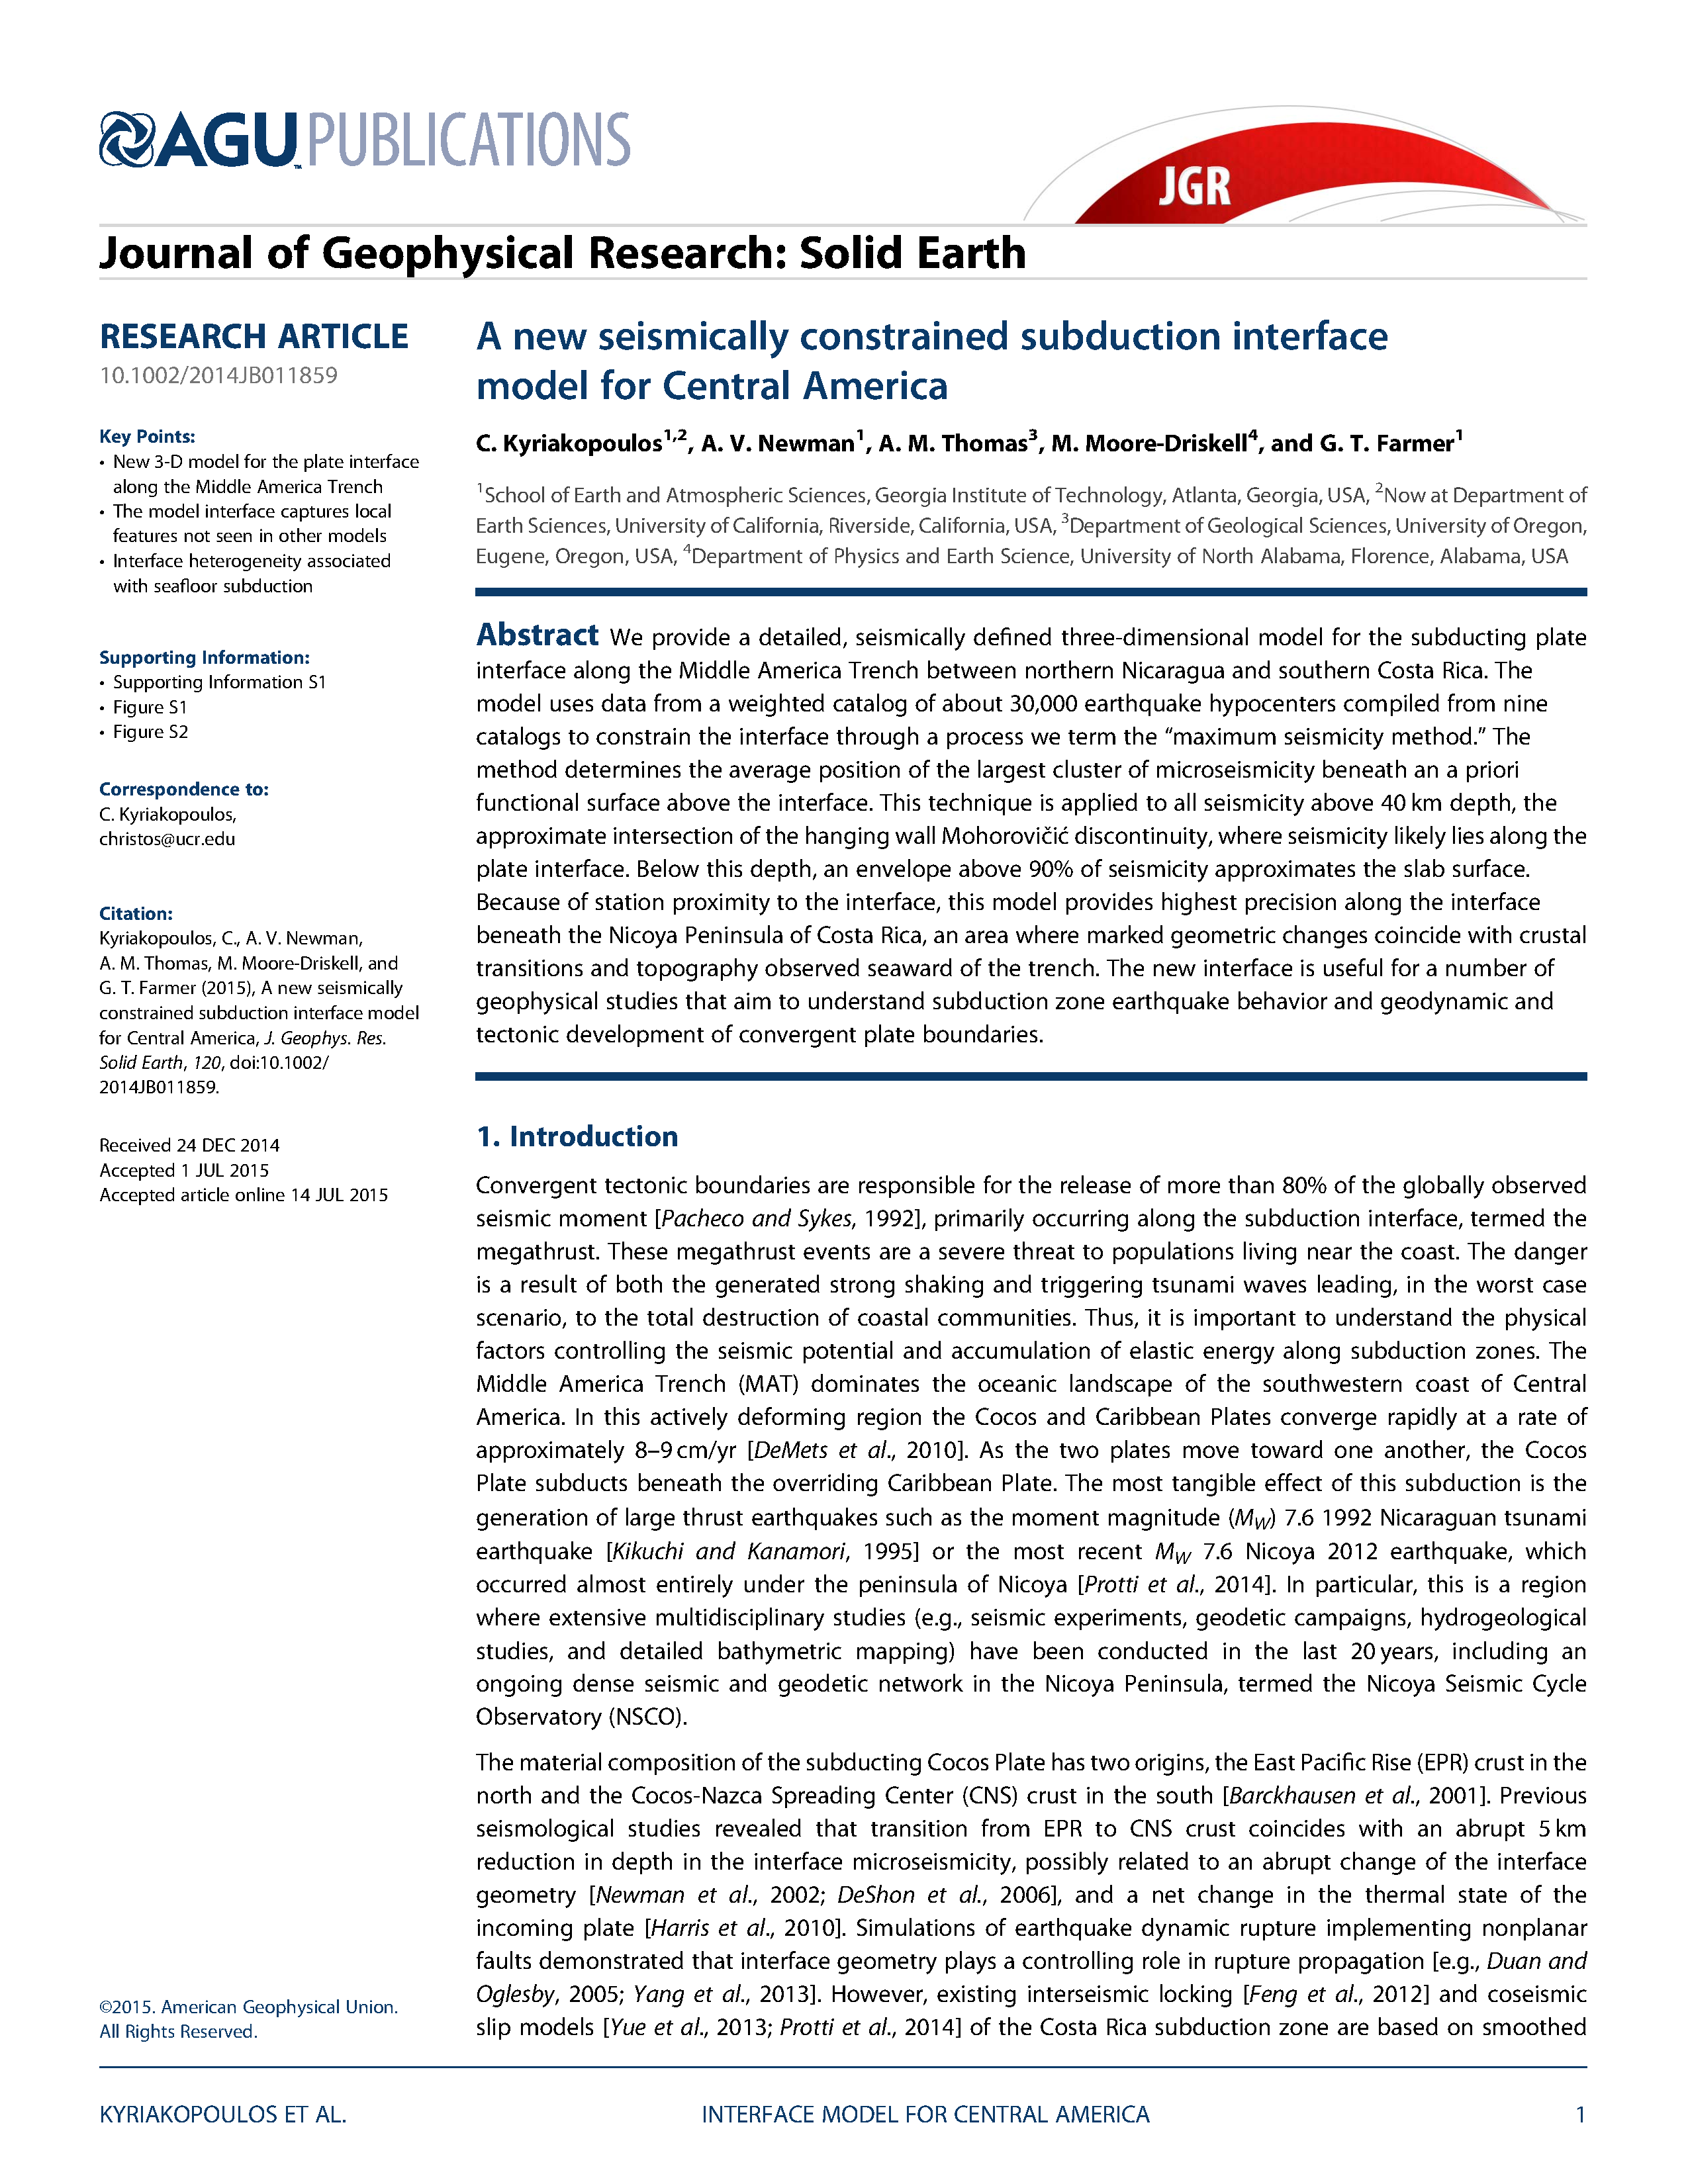 AGU PUBLICATIONS
JGR
Journal of Geophysical Research: Solid Earth
RESEARCH ARTICLE
10.1002/2014JB011859
Key Points:
• New 3-D model for the plate interface
along the Middle America Trench
• The model interface captures local
features not seen in other models
• Interface heterogeneity associated
with seafloor subduction
Supporting Information:
• Supporting Information S1
• Figure S1
• Figure S2
Correspondence to:
C. Kyriakopoulos,
christos@ucr.edu
Citation:
Kyriakopoulos, C., A. V. Newman,
A. M. Thomas, M. Moore-Driskell, and
G. T. Farmer (2015), A new seismically
constrained subduction interface model
for Central America, J. Geophys. Res.
Solid Earth, 120, doi:10.1002/
2014JB011859.
Received 24 DEC 2014
Accepted 1 JUL 2015
Accepted article online 14 JUL 2015
©2015. American Geophysical Union.
All Rights Reserved.
A new seismically constrained subduction interface
model for Central America
C. Kyriakopoulos1,2, A. V. Newman1, A. M. Thomas3, M. Moore-Driskell4, and G. T. Farmer1
1School of Earth and Atmospheric Sciences, Georgia Institute of Technology, Atlanta, Georgia, USA, 2Now at Department of
Earth Sciences, University of California, Riverside, California, USA, 3Department of Geological Sciences, University of Oregon,
Eugene, Oregon, USA, 4Department of Physics and Earth Science, University of North Alabama, Florence, Alabama, USA
Abstract We provide a detailed, seismically defined three-dimensional model for the subducting plate
interface along the Middle America Trench between northern Nicaragua and southern Costa Rica. The
model uses data from a weighted catalog of about 30,000 earthquake hypocenters compiled from nine
catalogs to constrain the interface through a process we term the “maximum seismicity method.” The
method determines the average position of the largest cluster of microseismicity beneath an a priori
functional surface above the interface. This technique is applied to all seismicity above 40 km depth, the
approximate intersection of the hanging wall Mohorovičić discontinuity, where seismicity likely lies along the
plate interface. Below this depth, an envelope above 90% of seismicity approximates the slab surface.
Because of station proximity to the interface, this model provides highest precision along the interface
beneath the Nicoya Peninsula of Costa Rica, an area where marked geometric changes coincide with crustal
transitions and topography observed seaward of the trench. The new interface is useful for a number of
geophysical studies that aim to understand subduction zone earthquake behavior and geodynamic and
tectonic development of convergent plate boundaries.
1. Introduction
Convergent tectonic boundaries are responsible for the release of more than 80% of the globally observed
seismic moment [Pacheco and Sykes, 1992], primarily occurring along the subduction interface, termed the
megathrust. These megathrust events are a severe threat to populations living near the coast. The danger
is a result of both the generated strong shaking and triggering tsunami waves leading, in the worst case
scenario, to the total destruction of coastal communities. Thus, it is important to understand the physical
factors controlling the seismic potential and accumulation of elastic energy along subduction zones. The
Middle America Trench (MAT) dominates the oceanic landscape of the southwestern coast of Central
America. In this actively deforming region the Cocos and Caribbean Plates converge rapidly at a rate of
approximately 8–9 cm/yr [DeMets et al., 2010]. As the two plates move toward one another, the Cocos
Plate subducts beneath the overriding Caribbean Plate. The most tangible effect of this subduction is the
generation of large thrust earthquakes such as the moment magnitude (MW) 7.6 1992 Nicaraguan tsunami
earthquake [Kikuchi and Kanamori, 1995] or the most recent MW 7.6 Nicoya 2012 earthquake, which
occurred almost entirely under the peninsula of Nicoya [Protti et al., 2014]. In particular, this is a region
where extensive multidisciplinary studies (e.g., seismic experiments, geodetic campaigns, hydrogeological
studies, and detailed bathymetric mapping) have been conducted in the last 20 years, including an
ongoing dense seismic and geodetic network in the Nicoya Peninsula, termed the Nicoya Seismic Cycle
Observatory (NSCO).
The material composition of the subducting Cocos Plate has two origins, the East Pacific Rise (EPR) crust in the
north and the Cocos-Nazca Spreading Center (CNS) crust in the south [Barckhausen et al., 2001]. Previous
seismological studies revealed that transition from EPR to CNS crust coincides with an abrupt 5 km
reduction in depth in the interface microseismicity, possibly related to an abrupt change of the interface
geometry [Newman et al., 2002; DeShon et al., 2006], and a net change in the thermal state of the
incoming plate [Harris et al., 2010]. Simulations of earthquake dynamic rupture implementing nonplanar
faults demonstrated that interface geometry plays a controlling role in rupture propagation [e.g., Duan and
Oglesby, 2005; Yang et al., 2013]. However, existing interseismic locking [Feng et al., 2012] and coseismic
slip models [Yue et al., 2013; Protti et al., 2014] of the Costa Rica subduction zone are based on smoothed
KYRIAKOPOULOS ET AL.
INTERFACE MODEL FOR CENTRAL AMERICA
1